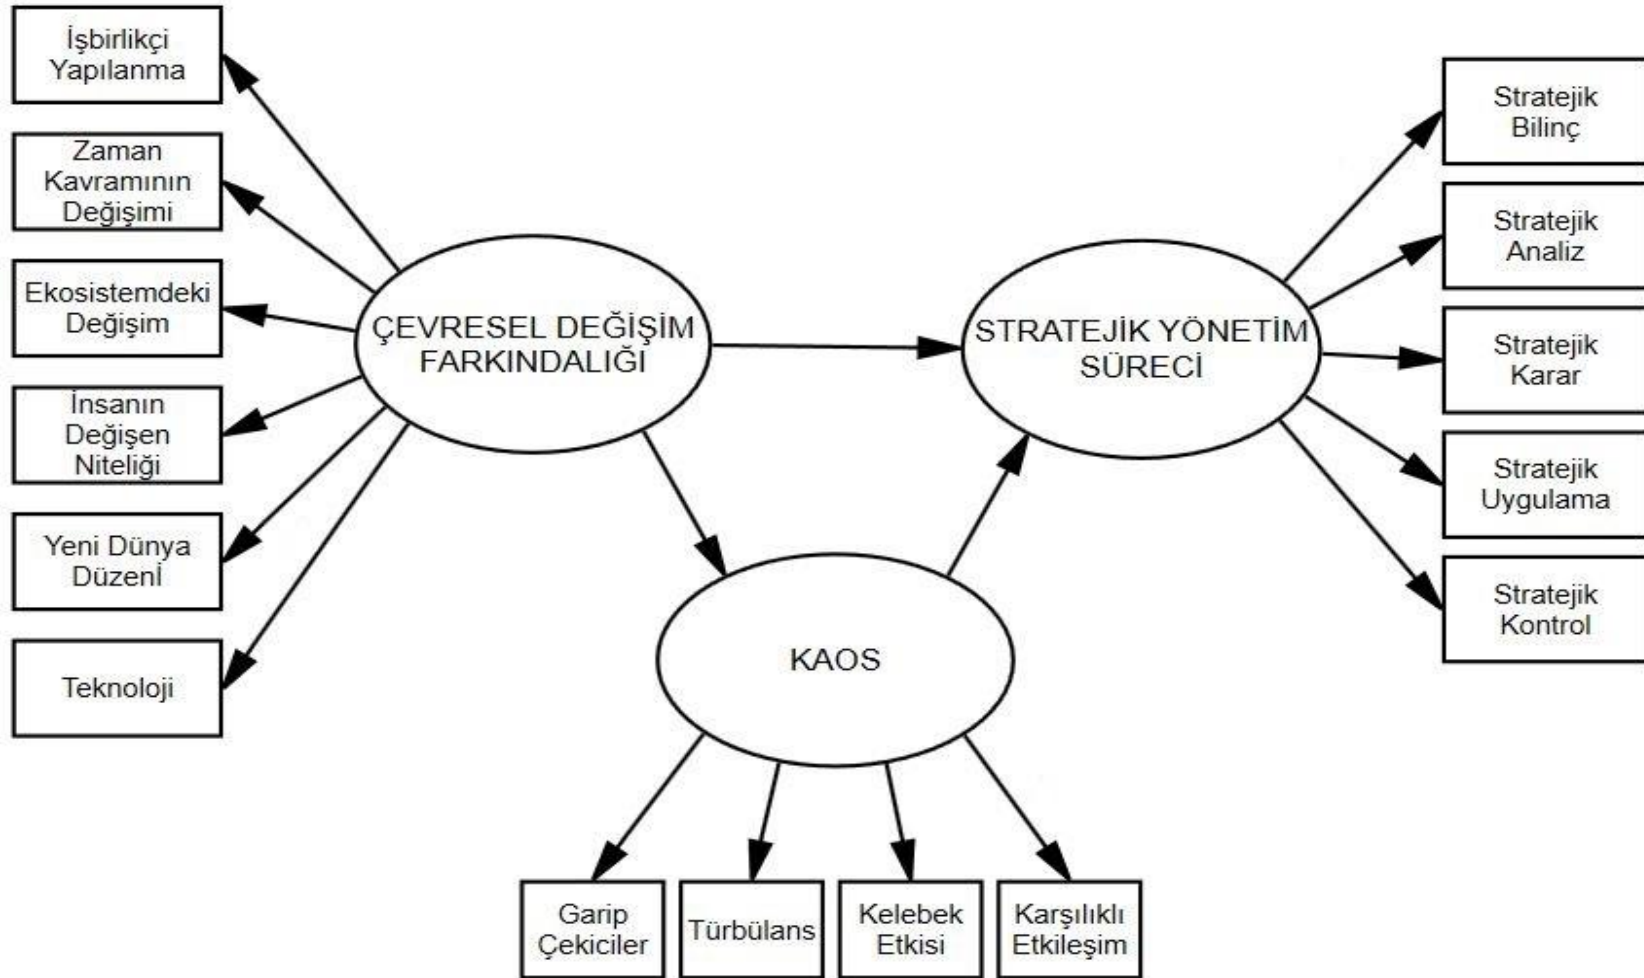 İşbirlikçi
Yapılanma
Zaman
Kavramının
Değişimi
Ekosistemdeki
Değişim
İnsanın
Değişen
Niteliği
Yeni Dünya
Düzenİ
Teknoloji
ÇEVRESEL DEĞİŞİM
FARKINDALIĞI
STRATEJİK YÖNETİM
SÜRECİ
KAOS
Stratejik
Bilinç
Stratejik
Analiz
Stratejik
Karar
Stratejik
Uygulama
Stratejik
Kontrol
Garip
Çekiciler
Türbülans
Kelebek
Etkisi
Karşılıklı
Etkileşim